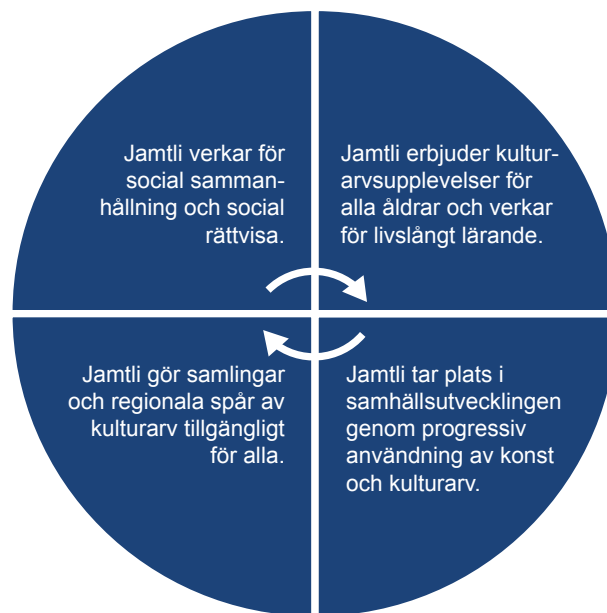 Jamtli verkar för
social samman-
hållning och social
rättvisa.
Jamtli erbjuder kultur-
arvsupplevelser för
alla åldrar och verkar
för livslångt lärande.
Jamtli gör samlingar
och regionala spår av
kulturarv tillgängligt
för alla.
Jamtli tar plats i
samhällsutvecklingen
genom progressiv
användning av konst
och kulturarv.